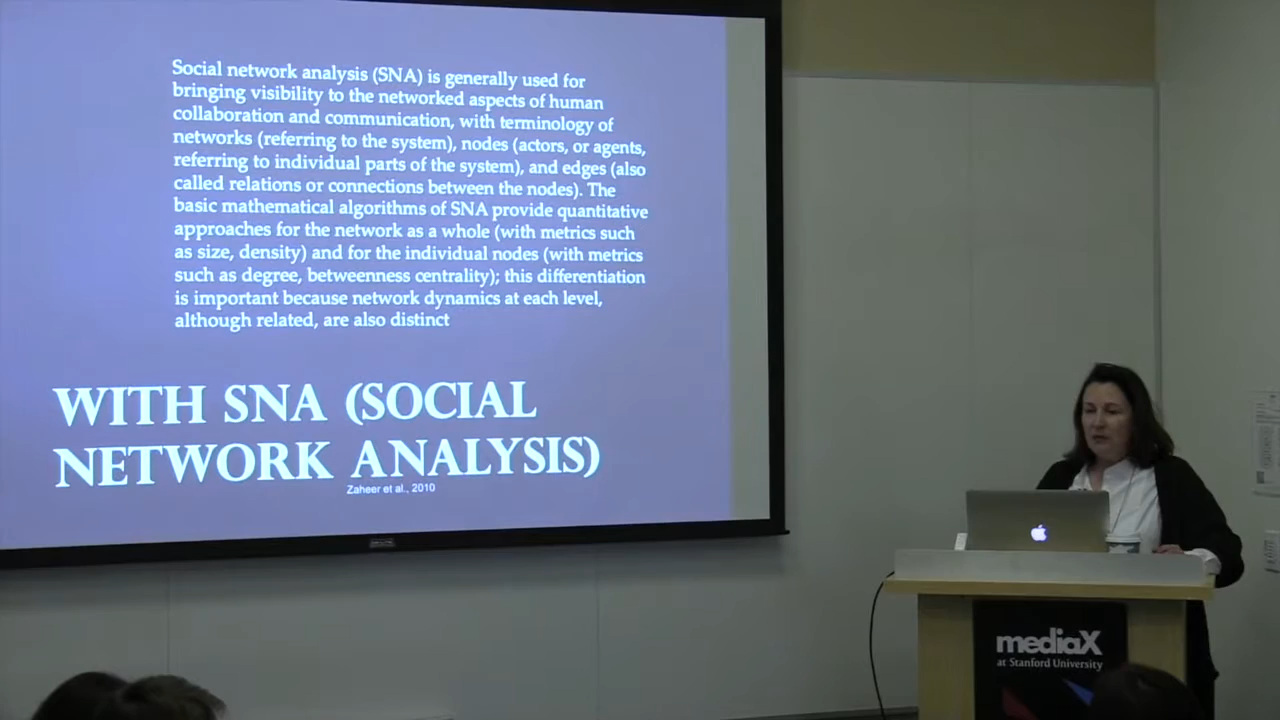 Social network analysis (SNA) is generally used for
bringing visibility to the networked aspects of human
collaboration and communication, with terminology of
networks (referring to the system), nodes (actors, or agents,
referring to individual parts of the system), and edges (also
called relations or connections between the nodes). The
basic mathematical algorithms of SNA provide quantitative
approaches for the network as a whole (with metrics such
as size, density) and for the individual nodes (with metrics
such as degree, betweenness centrality); this differentiation
is important because network dynamics at each level,
although related, are also distinct
WITH SNA (SOCIAL
NETWORK ANALYSIS)
Zaheer et al., 2010
mediaX
at Stanford University